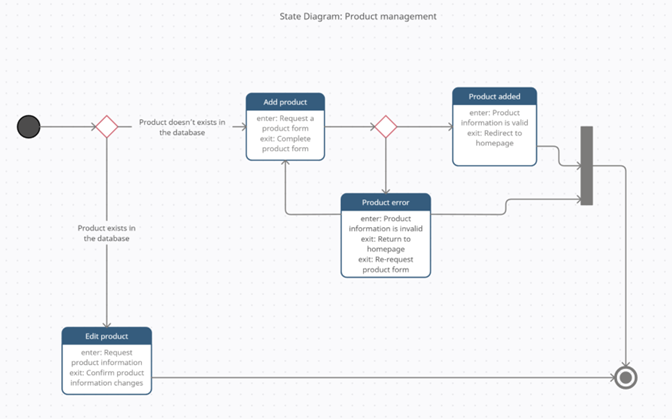 State Diagram: Product management
Product doesn't exists in
the database
Add product
enter: Request a
product form
exit: Complete
product form
Product added
enter: Product
information is valid
exit: Redirect to
homepage
Product error
enter: Product
information is invalid
exit: Return to
homepage
exit: Re-request
product form
Product exists in
the database
Edit product
enter: Request
product information
exit: Confirm product
information changes